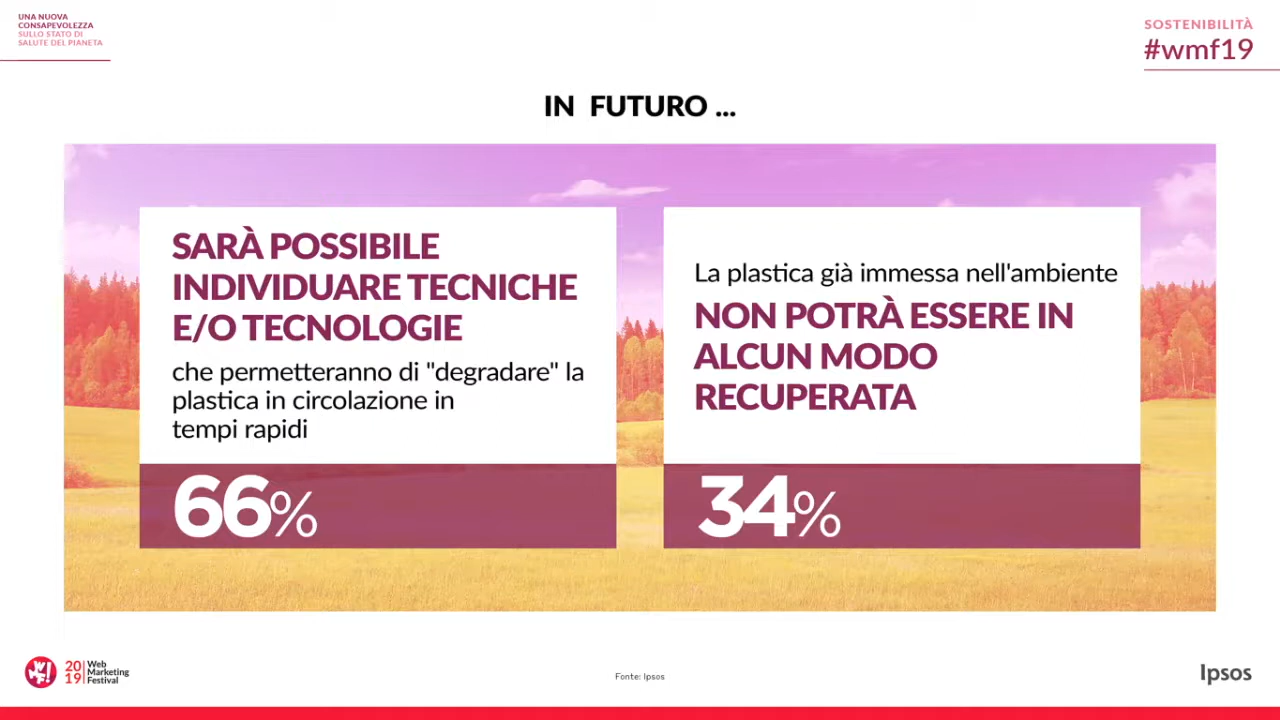 UNA NUOVA
CONSAPEVOLEZZA
SULLO STATO DI
SALUTE DEL PIANETA
SOSTENIBILITÀ
#wmf19
IN FUTURO ...
SARÀ POSSIBILE
INDIVIDUARE TECNICHE
E/O TECNOLOGIE
che permetteranno di "degradare" la
plastica in circolazione in
tempi rapidi
66%
La plastica già immessa nell'ambiente
NON POTRÀ ESSERE IN
ALCUN MODO
RECUPERATA
34%
20
19
Web
Marketing
Festival
Fonte: Ipsos
Ipsos